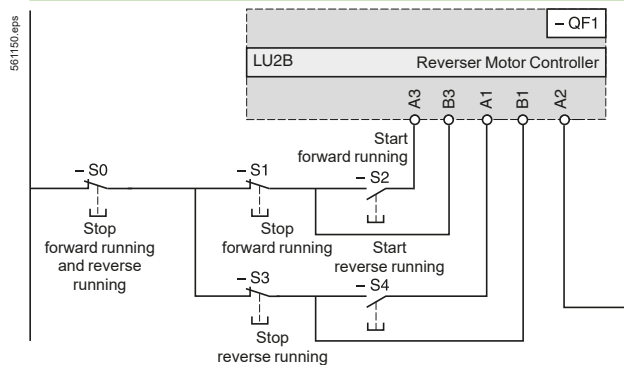 561150.eps
– QF1
LU2B Reverser Motor Controller
A3 B3 A1 B1 A2
Start
forward running
– S0 – S1 – S2
Stop
forward running
and reverse
running
Stop
forward running
Start
reverse running
– S3 – S4
Stop
reverse running